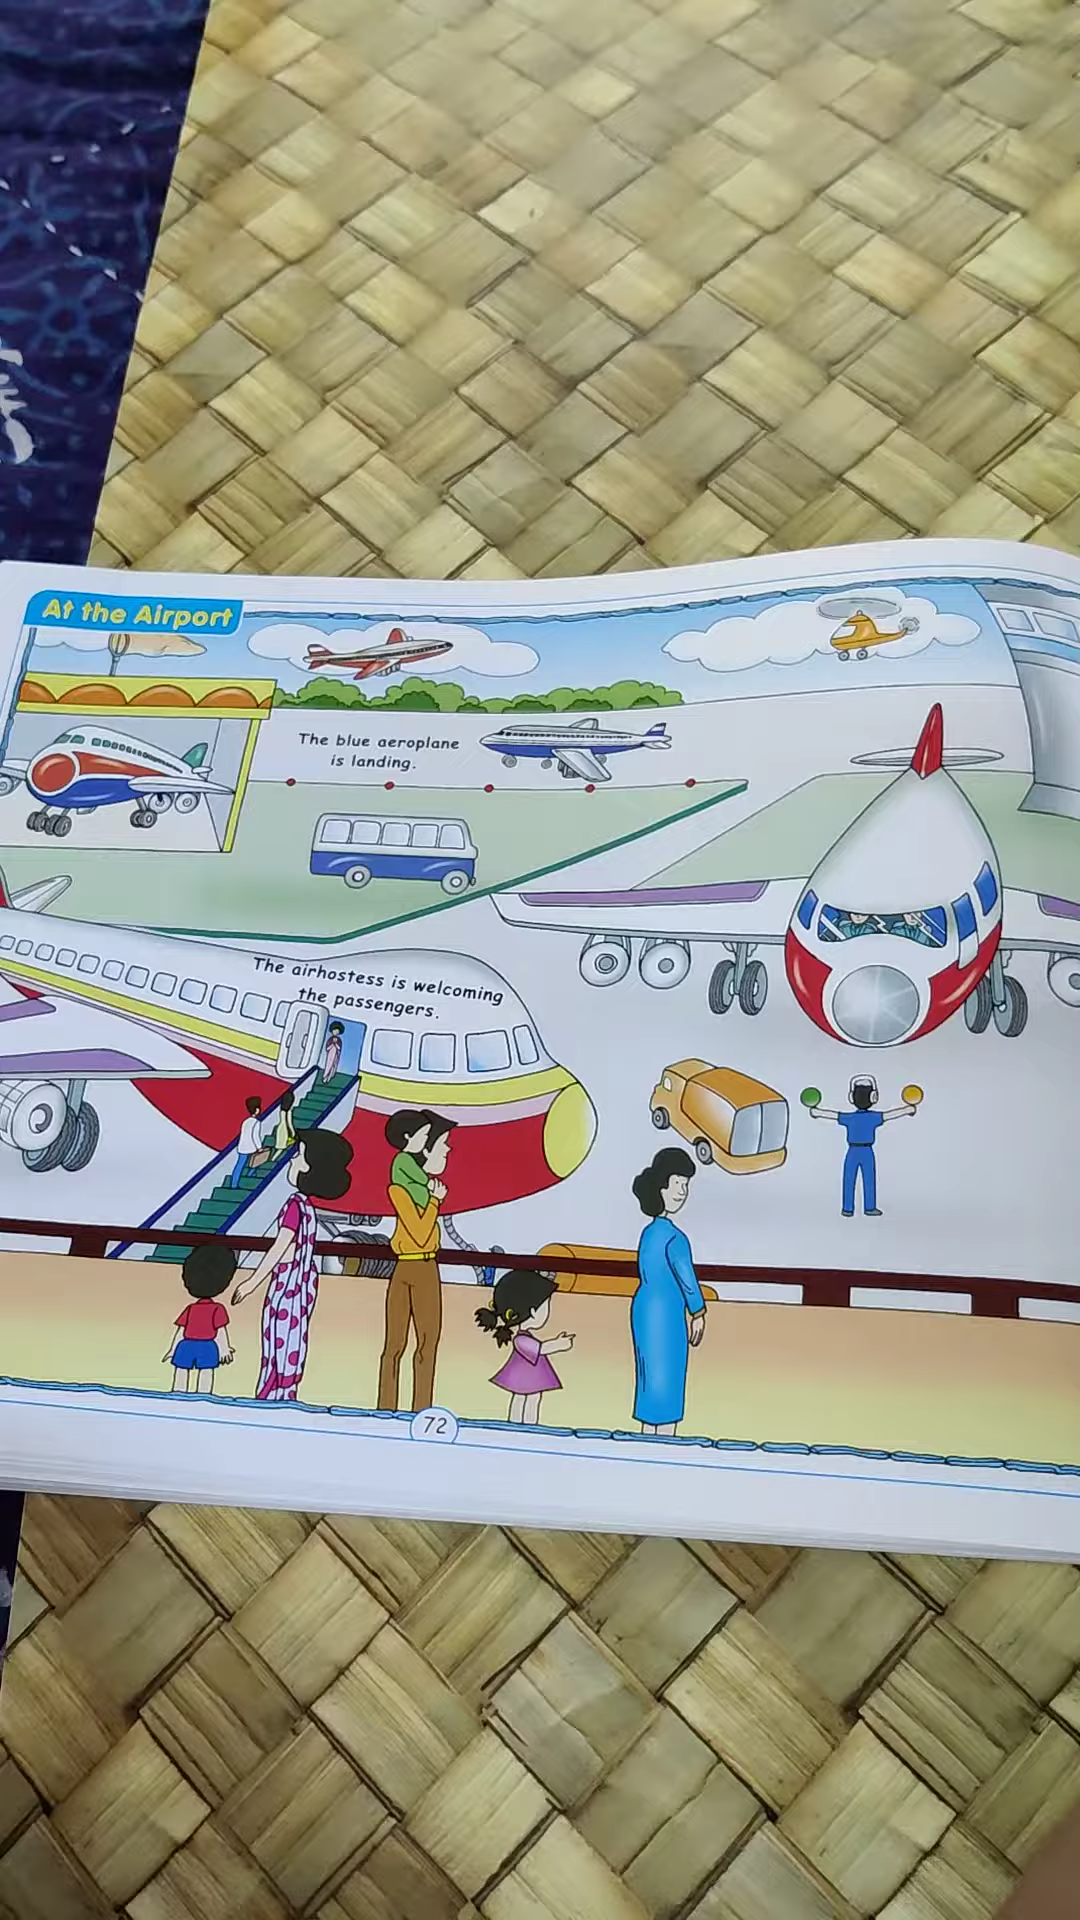 At the Airport
The blue aeroplane
is landing.
The airhostess is welcoming
the passengers.
72